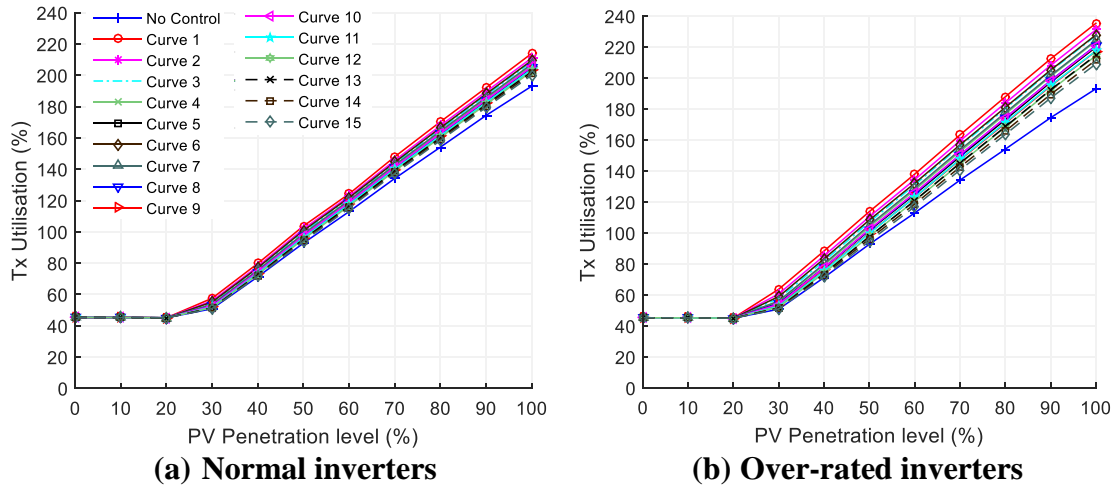 No Control
Curve 1
Curve 2
Curve 3
Curve 4
Curve 5
Curve 6
Curve 7
Curve 8
Curve 9
Curve 10
Curve 11
Curve 12
Curve 13
Curve 14
Curve 15
Tx Utilisation (%)
240
220
200
180
160
140
120
100
80
60
40
20
0
0 10 20 30 40 50 60 70 80 90 100
PV Penetration level (%)
(a) Normal inverters
Tx Utilisation (%)
240
220
200
180
160
140
120
100
80
60
40
20
0
0 10 20 30 40 50 60 70 80 90 100
PV Penetration level (%)
(b) Over-rated inverters